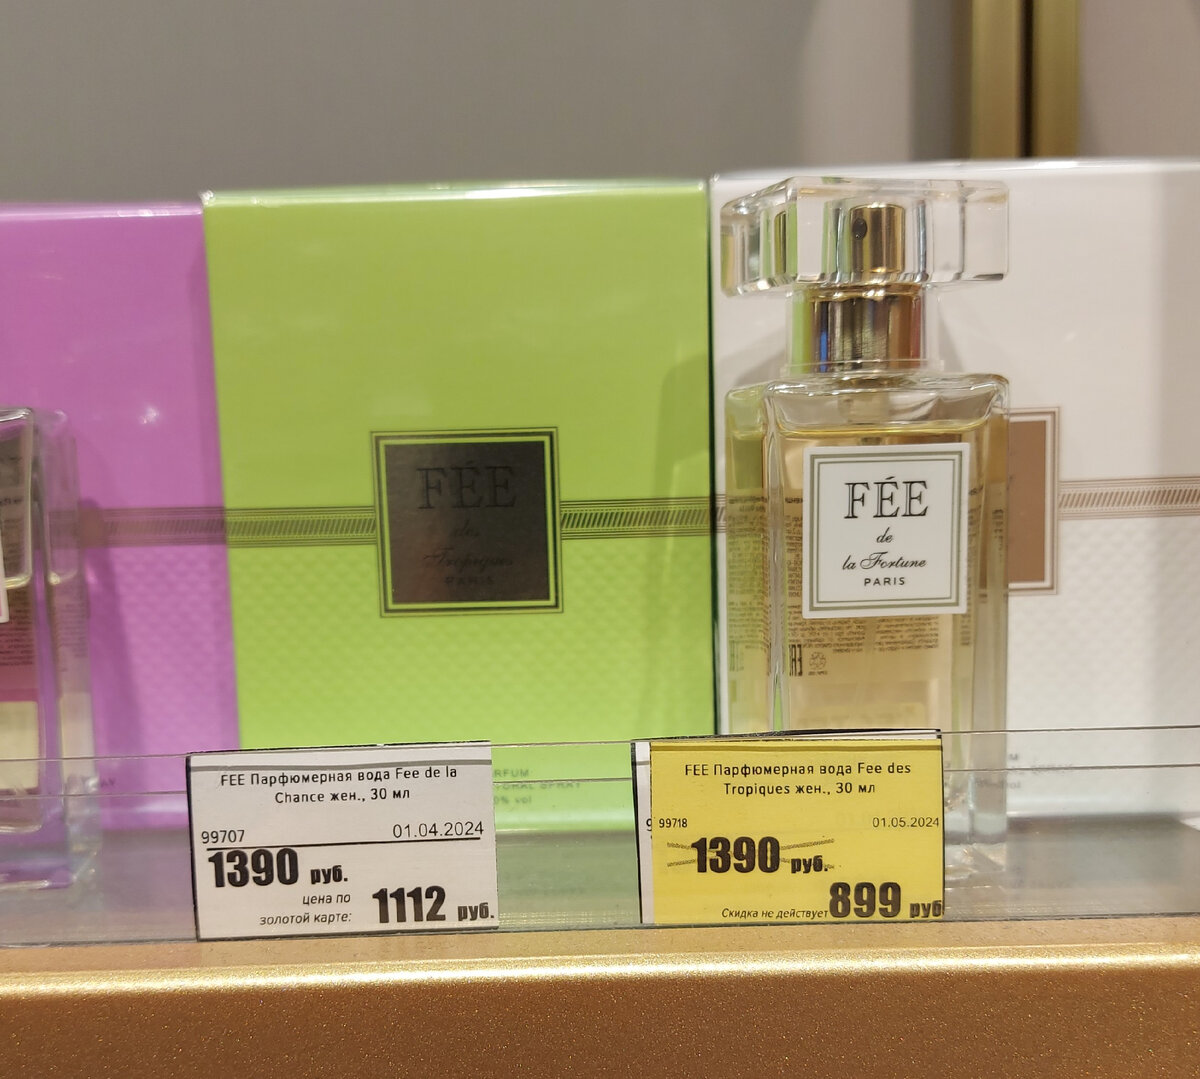 FÉE
des
Tropiques
PARIS
FÉE
de
la Fortune
PARIS
FEE Парфюмерная вода Fee de la
Chance жен., 30 мл
99707
01.04.2024
1390 руб.
цена по
золотой карте:
1112 руб.
FEE Парфюмерная вода Fee des
Tropiques жен., 30 мл
99718
01.05.2024
1390 руб.
Скидка не действует
899 руб